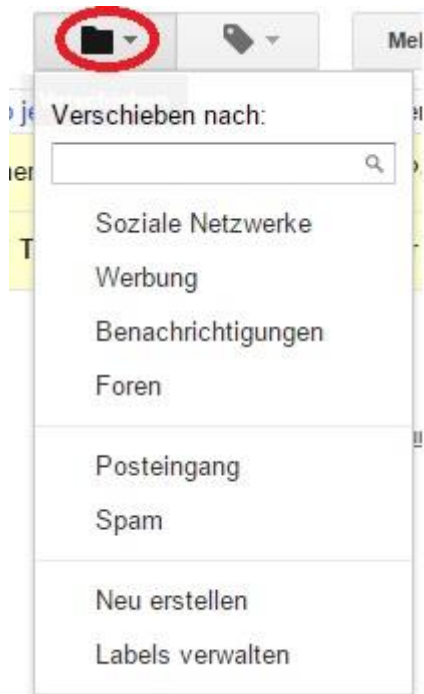 Mel
Verschieben nach:
Soziale Netzwerke
Werbung
Benachrichtigungen
Foren
Posteingang
Spam
Neu erstellen
Labels verwalten